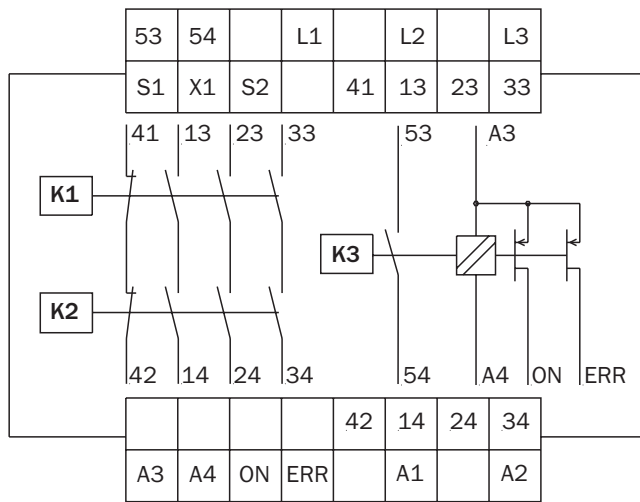 53 54 L1 L2 L3
S1 X1 S2 41 13 23 33
41 13 23 33 53 A3
K1
K3
K2
42 14 24 34 54 A4 ON ERR
42 14 24 34
A3 A4 ON ERR A1 A2